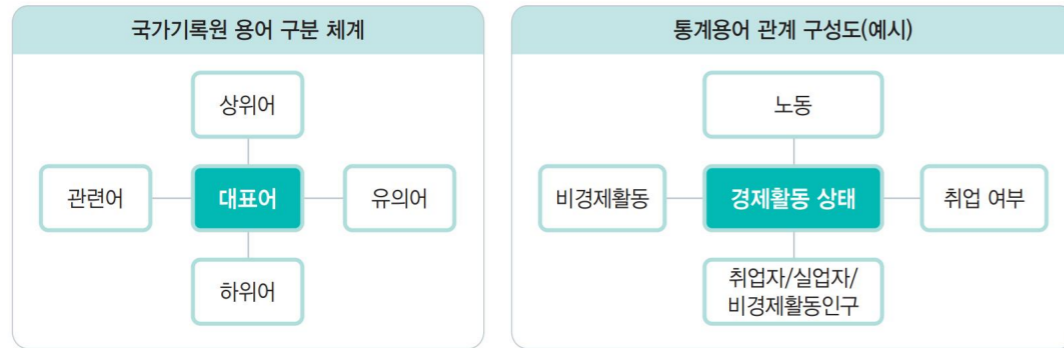 국가기록원 용어 구분 체계
상위어
관련어
대표어
유의어
하위어
통계용어 관계 구성도(예시)
노동
비경제활동
경제활동 상태
취업 여부
취업자/실업자/
비경제활동인구